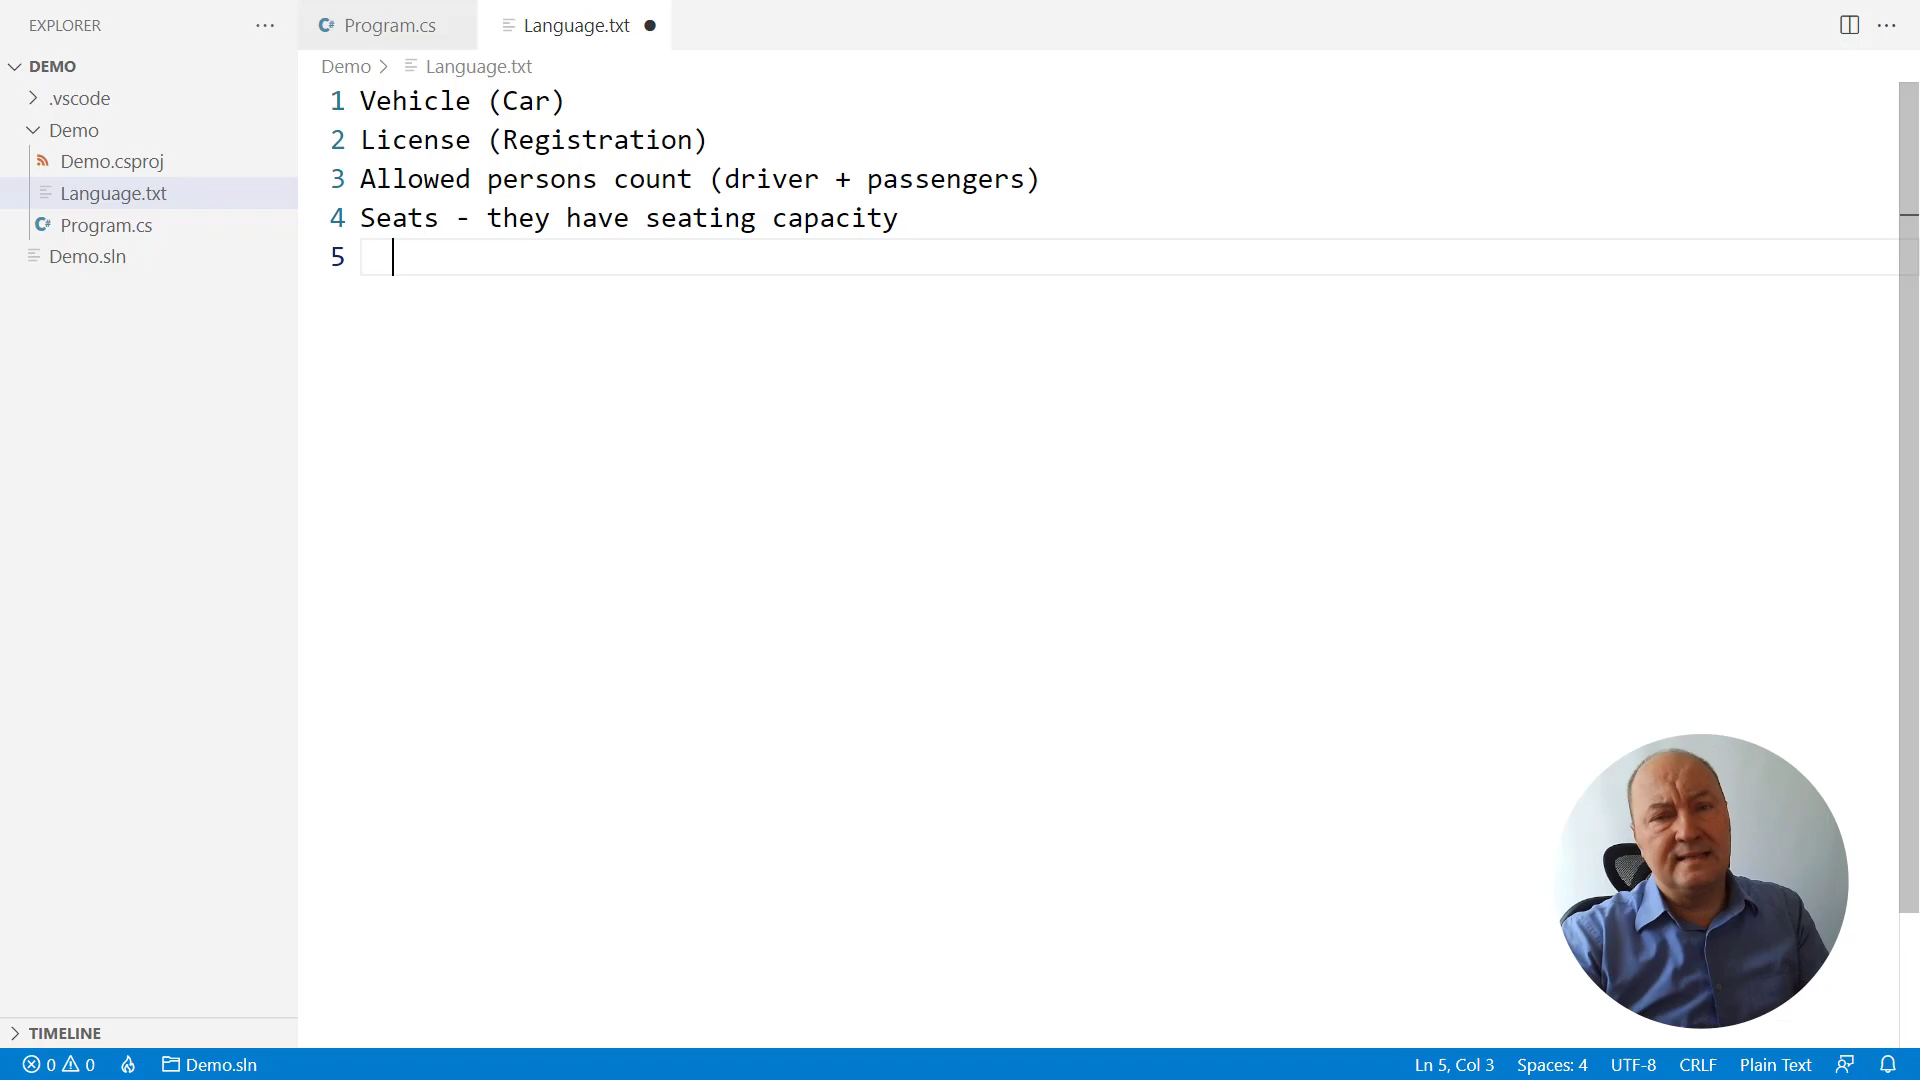 EXPLORER
Program.cs
Language.txt
DEMO
Demo
Language.txt
.vscode
Demo
Demo.csproj
Language.txt
Program.cs
Demo.sln
1 Vehicle (Car)
2 License (Registration)
3 Allowed persons count (driver + passengers)
4 Seats - they have seating capacity
5
TIMELINE
0 0 Demo.sln
Ln 5, Col 3 Spaces: 4 UTF-8 CRLF Plain Text